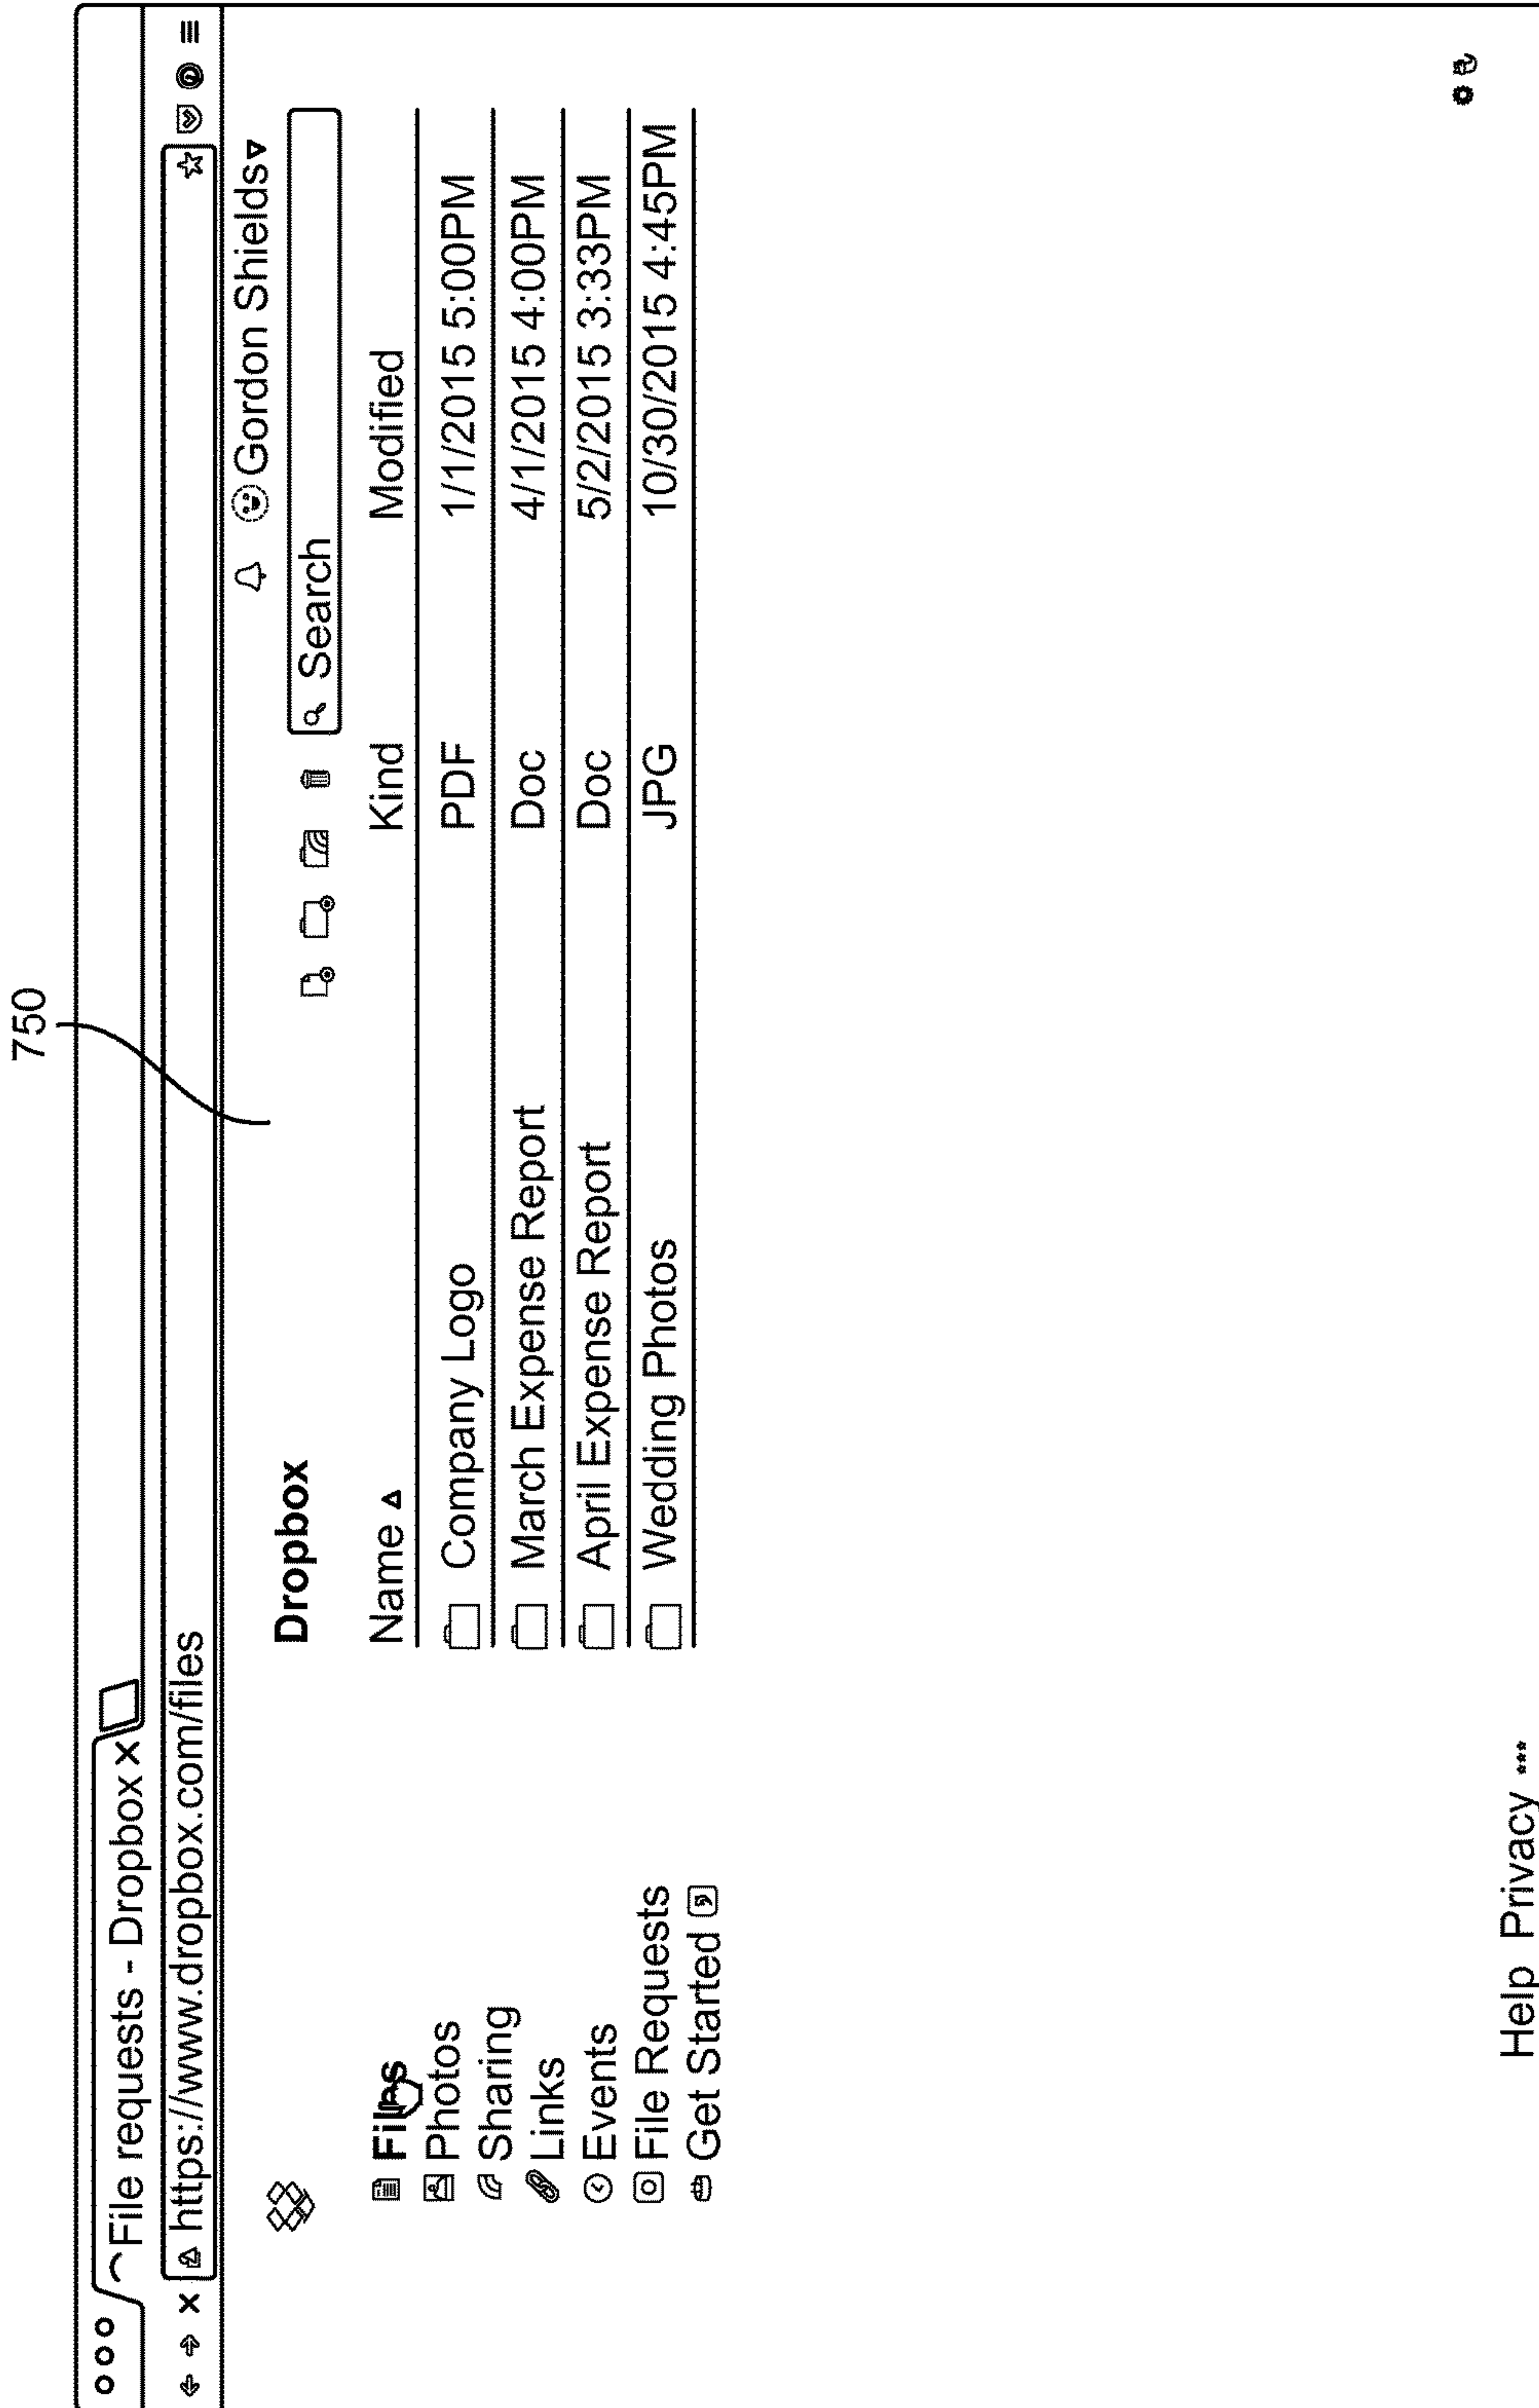 750
File requests - Dropbox x
https://www.dropbox.com/files
Gordon Shields
Dropbox
Search
Name Kind Modified
Company Logo PDF 1/1/2015 5:00PM
March Expense Report Doc 4/1/2015 4:00PM
April Expense Report Doc 5/2/2015 3:33PM
Wedding Photos JPG 10/30/2015 4:45PM
Files
Photos
Sharing
Links
Events
File Requests
Get Started
Help Privacy ***